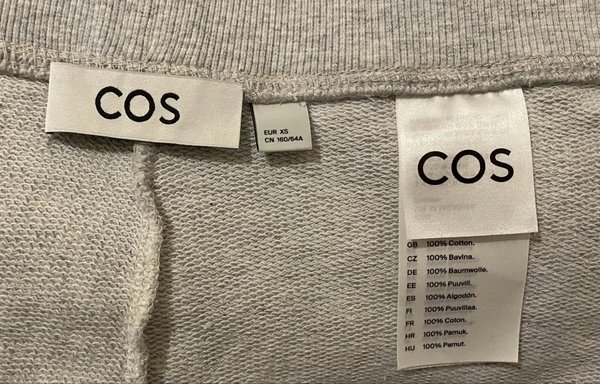 COS
EUR XS
CN 160/64A
COS
GB 100% Cotton.
CZ 100% Bavlna.
DE 100% Baumwolle.
EE 100% Puuvill.
ES 100% Algodón.
FI 100% Puuvillaa.
FR 100% Coton.
HR 100% Pamuk.
HU 100% Pamut.